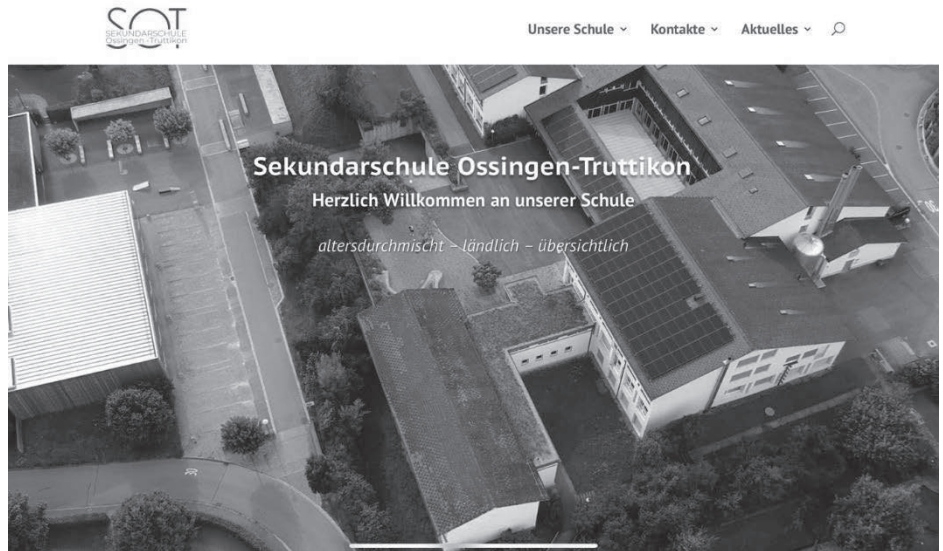 SOT
SEKUNDARSCHULE
Ossingen-Truttikon
Unsere Schule
Kontakte
Aktuelles
Sekundarschule Ossingen-Truttikon
Herzlich Willkommen an unserer Schule
altersdurchmischt – ländlich – übersichtlich